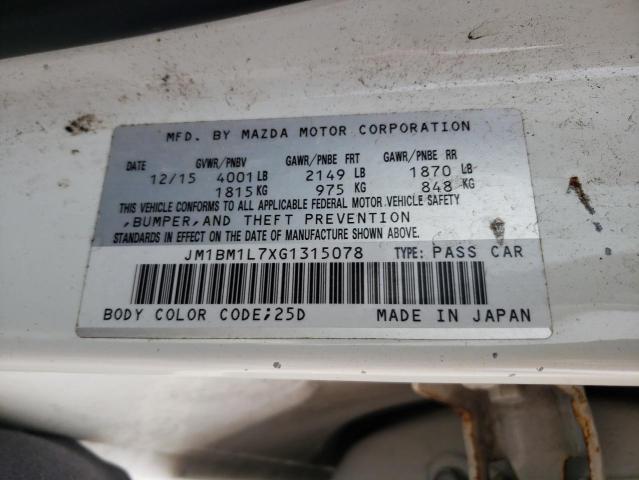 MFD. BY MAZDA MOTOR CORPORATION
DATE GVWR/PNBV GAWR/PNBE FRT GAWR/PNBE RR
12/15 4001 LB 2149 LB 1870 LB
1815 KG 975 KG 848 KG
THIS VEHICLE CONFORMS TO ALL APPLICABLE FEDERAL MOTOR VEHICLE SAFETY
,BUMPER,AND THEFT PREVENTION
STANDARDS IN EFFECT ON THE DATE OF MANUFACTURE SHOWN ABOVE.
JM1BM1L7XG1315078 TYPE: PASS CAR
BODY COLOR CODE;25D MADE IN JAPAN